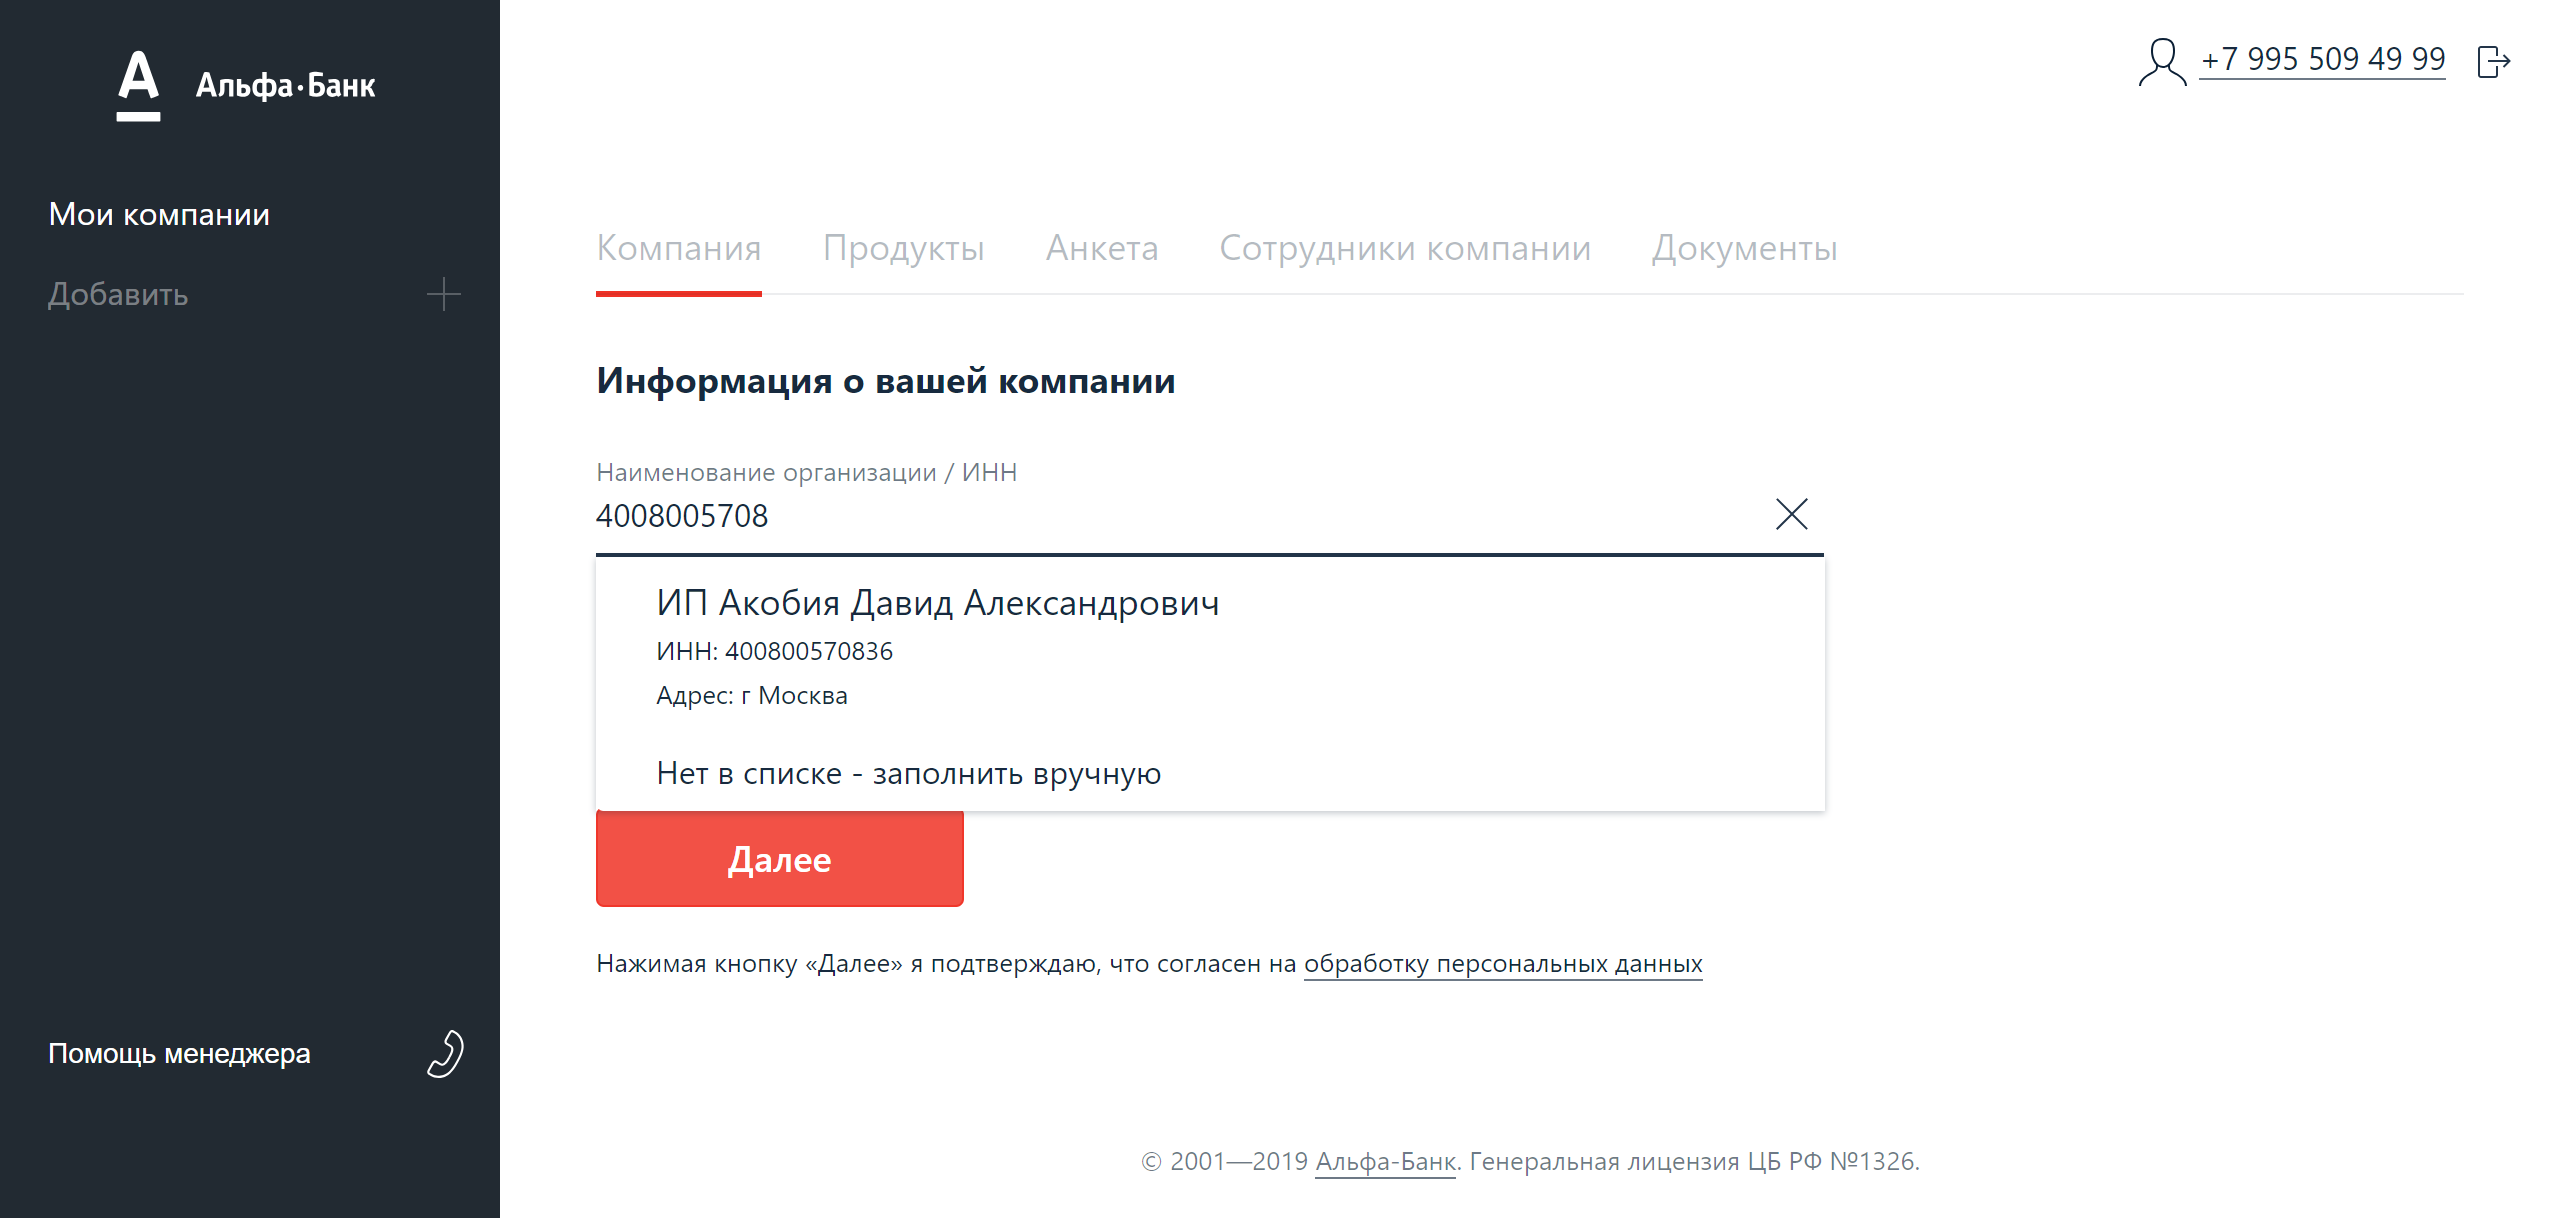 Альфа·Банк
+7 995 509 49 99
Мои компании
Добавить
Компания Продукты Анкета Сотрудники компании Документы
Информация о вашей компании
Наименование организации / ИНН
4008005708
ИП Акобия Давид Александрович
ИНН: 400800570836
Адрес: г Москва
Нет в списке - заполнить вручную
Далее
Нажимая кнопку «Далее» я подтверждаю, что согласен на обработку персональных данных
Помощь менеджера
© 2001—2019 Альфа-Банк. Генеральная лицензия ЦБ РФ №1326.